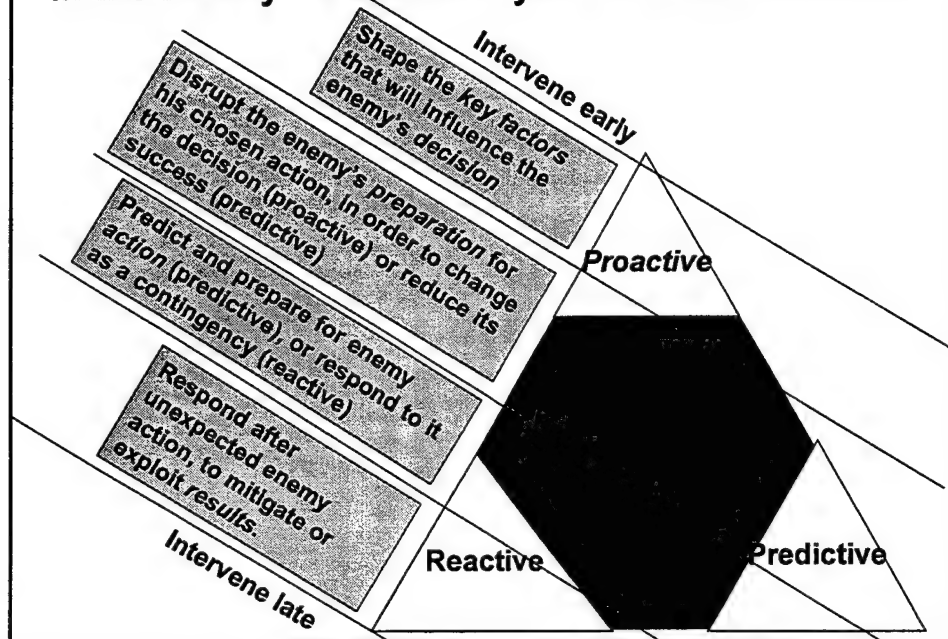 Intervene early
Shape the key factors
that will influence the
enemy's decision
Disrupt the enemy's preparation for
his chosen action, in order to change
the decision (proactive) or reduce its
success (predictive)
Predict and prepare for enemy
action (predictive), or respond to it
as a contingency (reactive)
Respond after
unexpected enemy
action, to mitigate or
exploit results.
Intervene late
Proactive
Reactive
Predictive